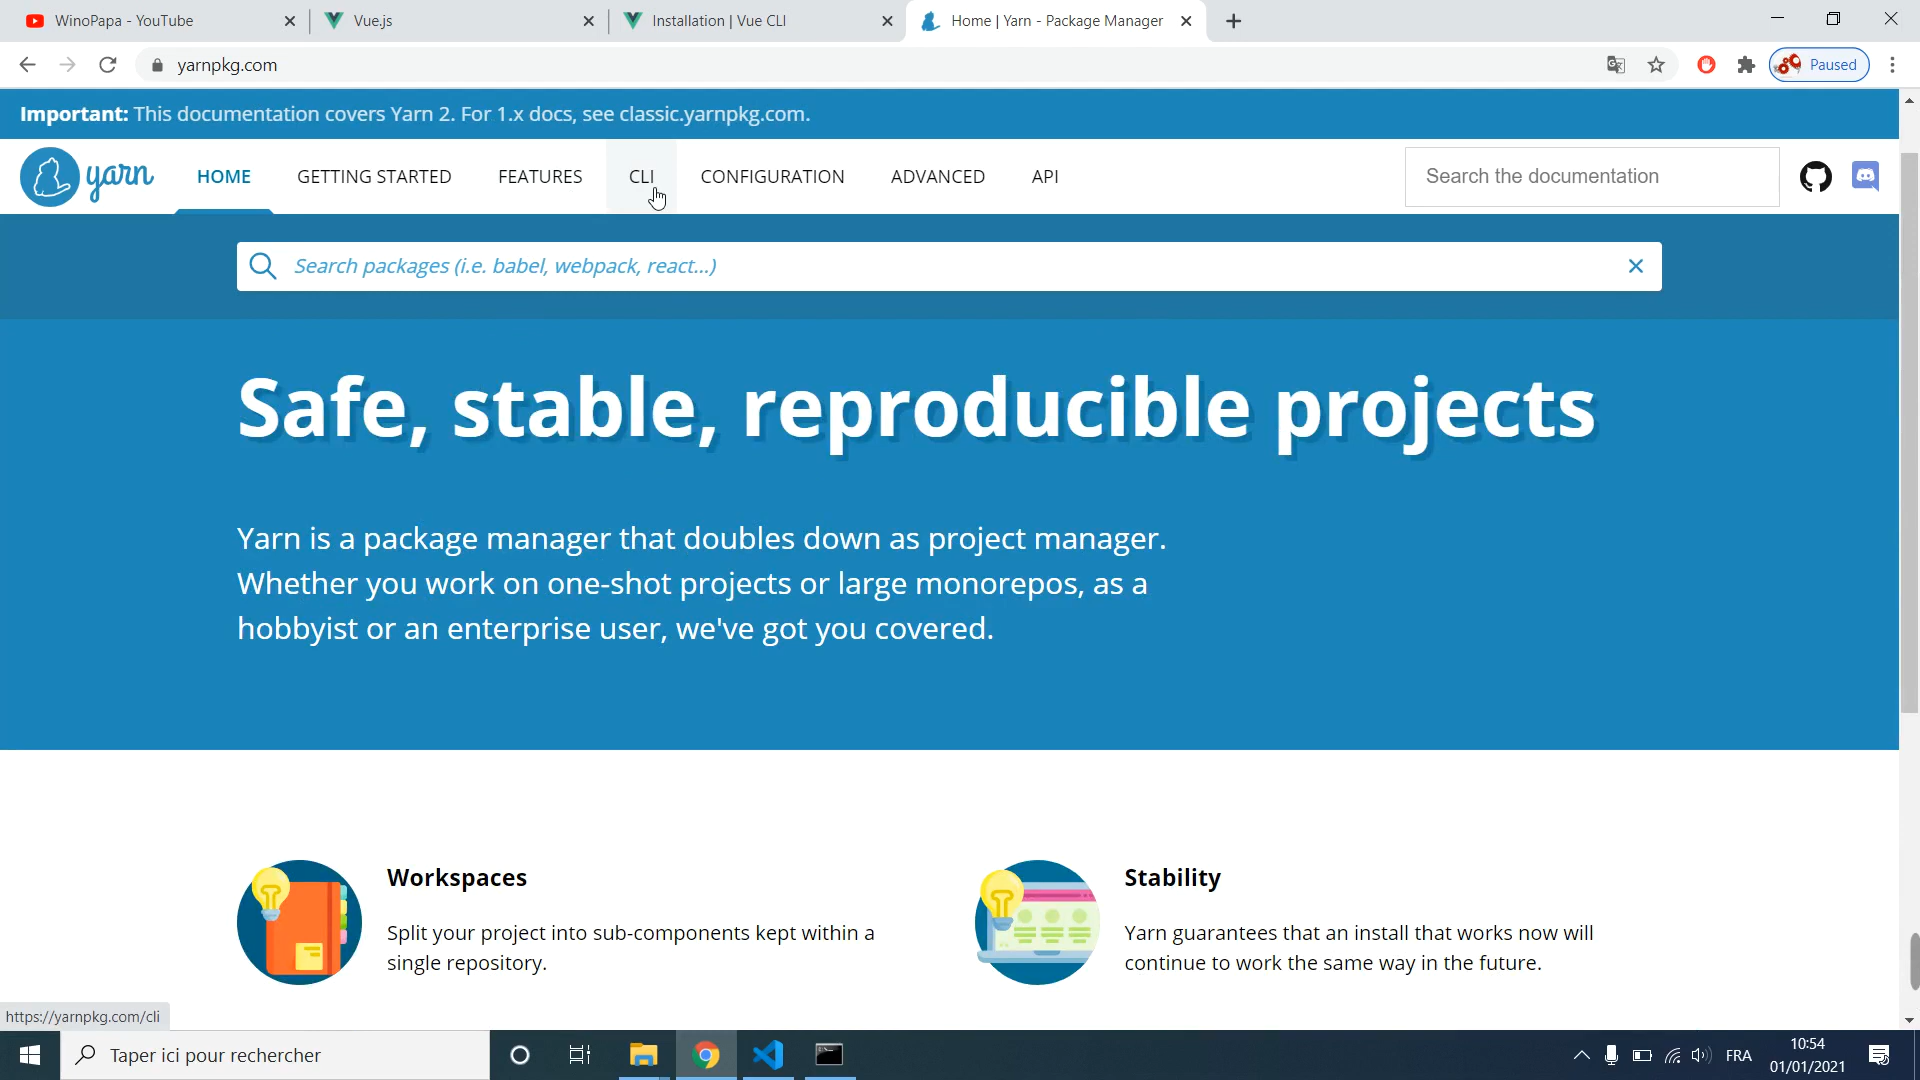 WinoPapa - YouTube
Vue.js
Installation | Vue CLI
Home | Yarn - Package Manager
yarnpkg.com
Paused
Important: This documentation covers Yarn 2. For 1.x docs, see classic.yarnpkg.com.
yarn
HOME
GETTING STARTED
FEATURES
CLI
CONFIGURATION
ADVANCED
API
Search the documentation
Search packages (i.e. babel, webpack, react...)
Safe, stable, reproducible projects
Yarn is a package manager that doubles down as project manager.
Whether you work on one-shot projects or large monorepos, as a
hobbyist or an enterprise user, we've got you covered.
Workspaces
Split your project into sub-components kept within a
single repository.
Stability
Yarn guarantees that an install that works now will
continue to work the same way in the future.
https://yarnpkg.com/cli
Taper ici pour rechercher
FRA
10:54
01/01/2021